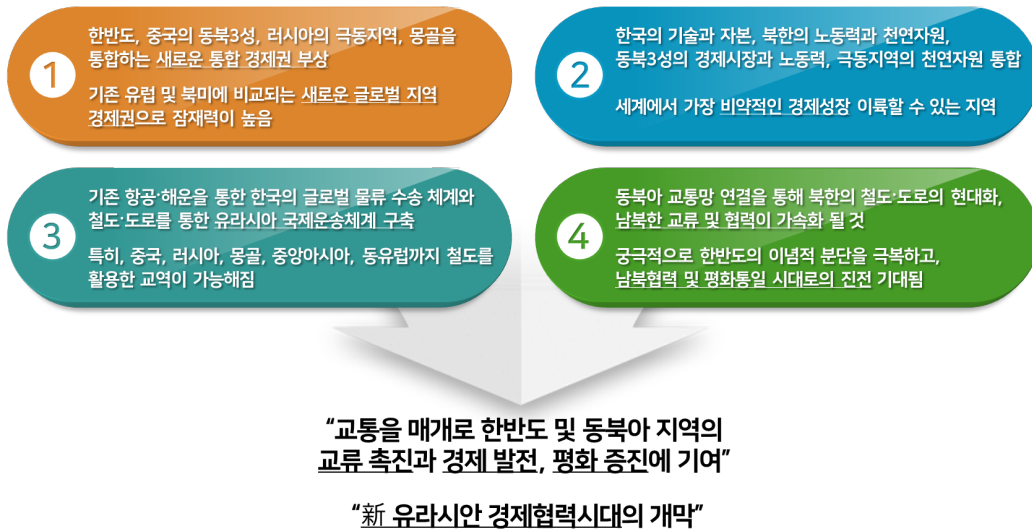 1
한반도, 중국의 동북3성, 러시아의 극동지역, 몽골을
통합하는 새로운 통합 경제권 부상
기존 유럽 및 북미에 비교되는 새로운 글로벌 지역
경제권으로 잠재력이 높음
2
한국의 기술과 자본, 북한의 노동력과 천연자원,
동북3성의 경제시장과 노동력, 극동지역의 천연자원 통합
세계에서 가장 비약적인 경제성장 이룩할 수 있는 지역
3
기존 항공·해운을 통한 한국의 글로벌 물류 수송 체계와
철도·도로를 통한 유라시아 국제운송체계 구축
특히, 중국, 러시아, 몽골, 중앙아시아, 동유럽까지 철도를
활용한 교역이 가능해짐
4
동북아 교통망 연결을 통해 북한의 철도·도로의 현대화,
남북한 교류 및 협력이 가속화 될 것
궁극적으로 한반도의 이념적 분단을 극복하고,
남북협력 및 평화통일 시대로의 진전 기대됨
“교통을 매개로 한반도 및 동북아 지역의
교류 촉진과 경제 발전, 평화 증진에 기여”
“新 유라시안 경제협력시대의 개막”